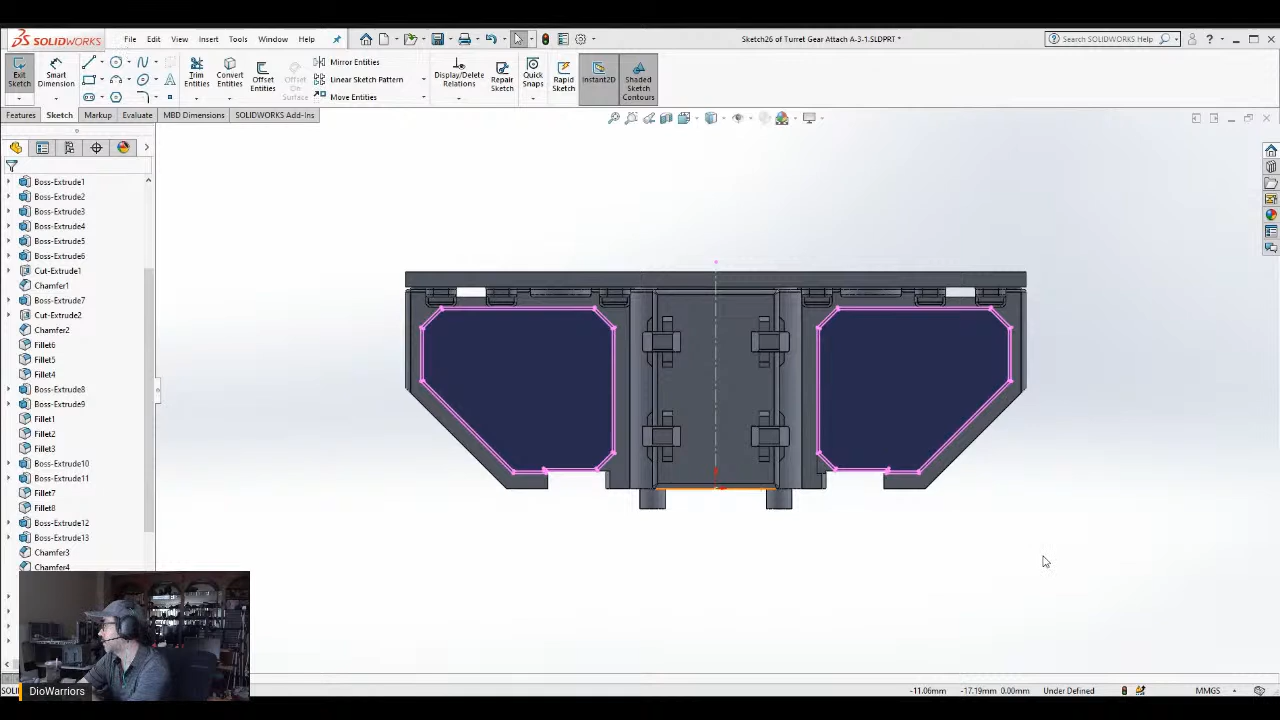 SOLIDWORKS
File
Edit
View
Insert
Tools
Window
Help
Sketch26 of Turret Gear Attach A-3-1.SLDPRT *
Search SOLIDWORKS Help
Exit Sketch
Smart Dimension
Trim Entities
Convert Entities
Offset Entities
Offset On Surface
Mirror Entities
Linear Sketch Pattern
Move Entities
Display/Delete Relations
Repair Sketch
Quick Snaps
Rapid Sketch
Instant2D
Shaded Sketch Contours
Features
Sketch
Markup
Evaluate
MBD Dimensions
SOLIDWORKS Add-Ins
Boss-Extrude1
Boss-Extrude2
Boss-Extrude3
Boss-Extrude4
Boss-Extrude5
Boss-Extrude6
Cut-Extrude1
Chamfer1
Boss-Extrude7
Cut-Extrude2
Chamfer2
Fillet6
Fillet5
Fillet4
Boss-Extrude8
Boss-Extrude9
Fillet1
Fillet2
Fillet3
Boss-Extrude10
Boss-Extrude11
Fillet7
Fillet8
Boss-Extrude12
Boss-Extrude13
Chamfer3
Chamfer4
DioWarriors
-11.06mm
-17.19mm
0.00mm
Under Defined
MMGS